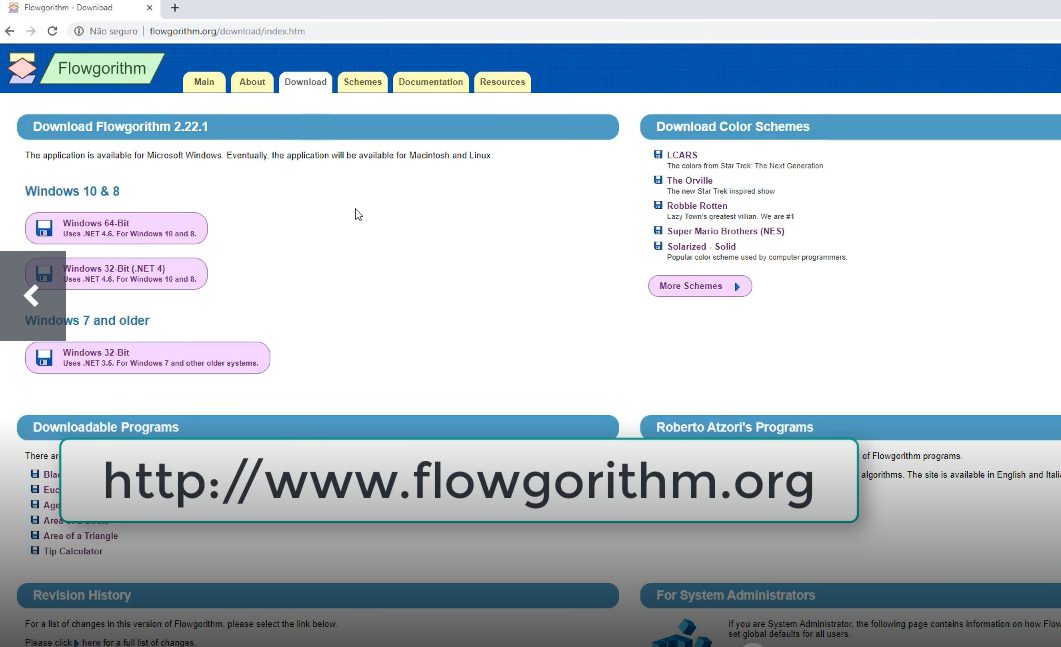 Flowgorithm - Download
Não seguro | flowgorithm.org/download/index.htm
Flowgorithm
Main
About
Download
Schemes
Documentation
Resources
Download Flowgorithm 2.22.1
The application is available for Microsoft Windows. Eventually, the application will be available for Macintosh and Linux
Windows 10 & 8
Windows 64-Bit
Uses .NET 4.6. For Windows 10 and 8.
Windows 32-Bit (.NET 4)
Uses .NET 4.6. For Windows 10 and 8.
Windows 7 and older
Windows 32-Bit
Uses .NET 3.5. For Windows 7 and other older systems.
Download Color Schemes
LCARS
The colors from Star Trek: The Next Generation
The Orville
The new Star Trek inspired show
Robbie Rotten
Lazy Town's greatest villian. We are #1
Super Mario Brothers (NES)
Solarized - Solid
Popular color scheme used by computer programmers.
More Schemes
Downloadable Programs
There
Area of a Triangle
Tip Calculator
Roberto Atzori's Programs
of Flowgorithm programs.
algorithms. The site is available in English and
http://www.flowgorithm.org
Revision History
For a list of changes in this version of Flowgorithm, please select the link below.
Please click here for a full list of changes.
For System Administrators
If you are System Administrator, the following page contains information on how
set global defaults for all users.